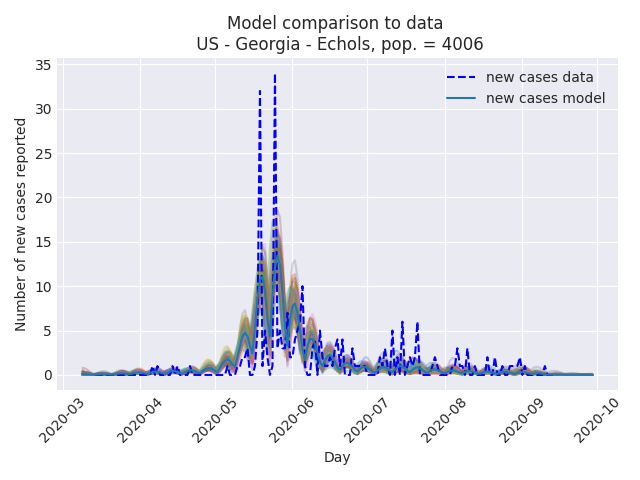 Model comparison to data
US - Georgia - Echols, pop. = 4006
new cases data
new cases model
Number of new cases reported
35
30
25
20
15
10
5
0
2020-03
2020-04
2020-05
2020-06
2020-07
2020-08
2020-09
2020-10
Day